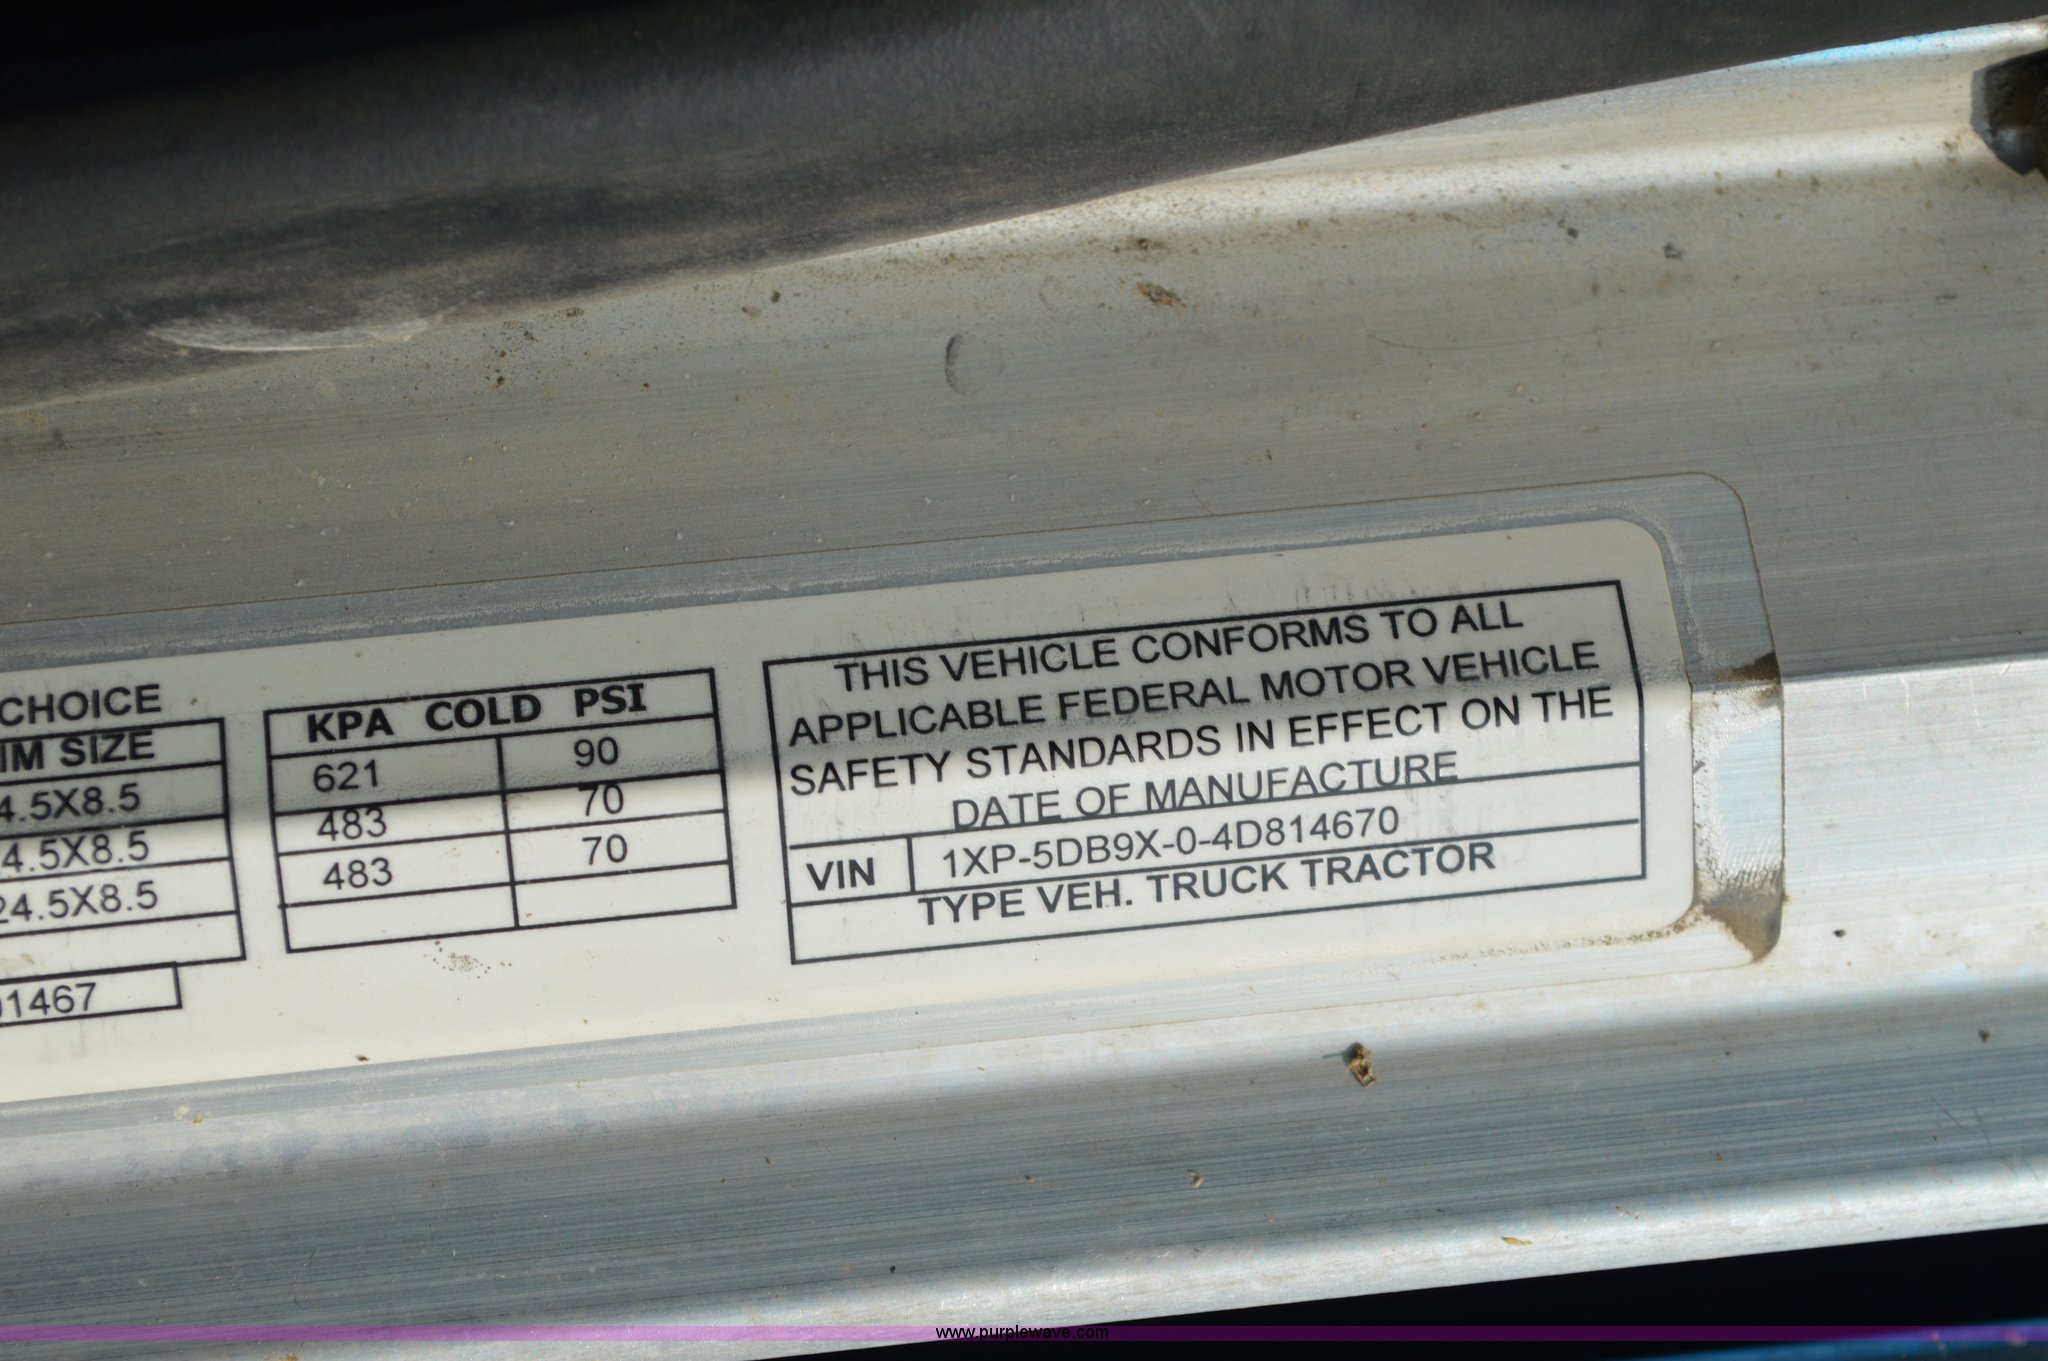 CHOICE
IM SIZE
4.5X8.5
4.5X8.5
24.5X8.5
1467
KPA COLD PSI
621 90
483 70
483 70
THIS VEHICLE CONFORMS TO ALL
APPLICABLE FEDERAL MOTOR VEHICLE
SAFETY STANDARDS IN EFFECT ON THE
DATE OF MANUFACTURE
VIN 1XP-5DB9X-0-4D814670
TYPE VEH. TRUCK TRACTOR
www.purplewave.com